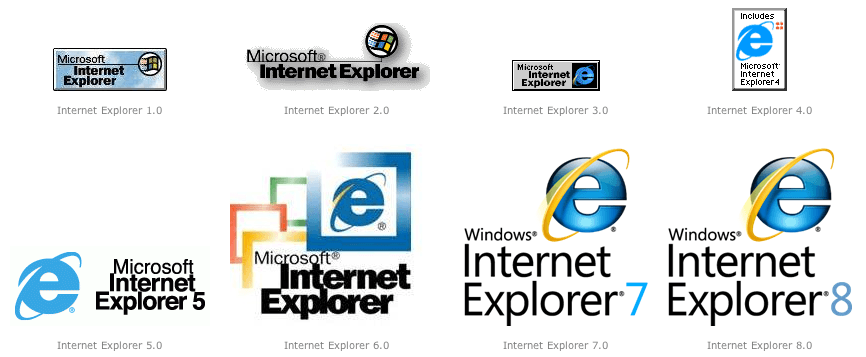 Microsoft
Internet
Explorer
Internet Explorer 1.0
Microsoft®
Internet Explorer
Internet Explorer 2.0
Microsoft
Internet
Explorer
Internet Explorer 3.0
Includes
Microsoft
Internet
Explorer4
Internet Explorer 4.0
®
Microsoft
Internet
Explorer 5
Internet Explorer 5.0
®
Microsoft®
Internet
Explorer
Internet Explorer 6.0
®
Windows®
Internet
Explorer®7
Internet Explorer 7.0
®
Windows®
Internet
Explorer®8
Internet Explorer 8.0